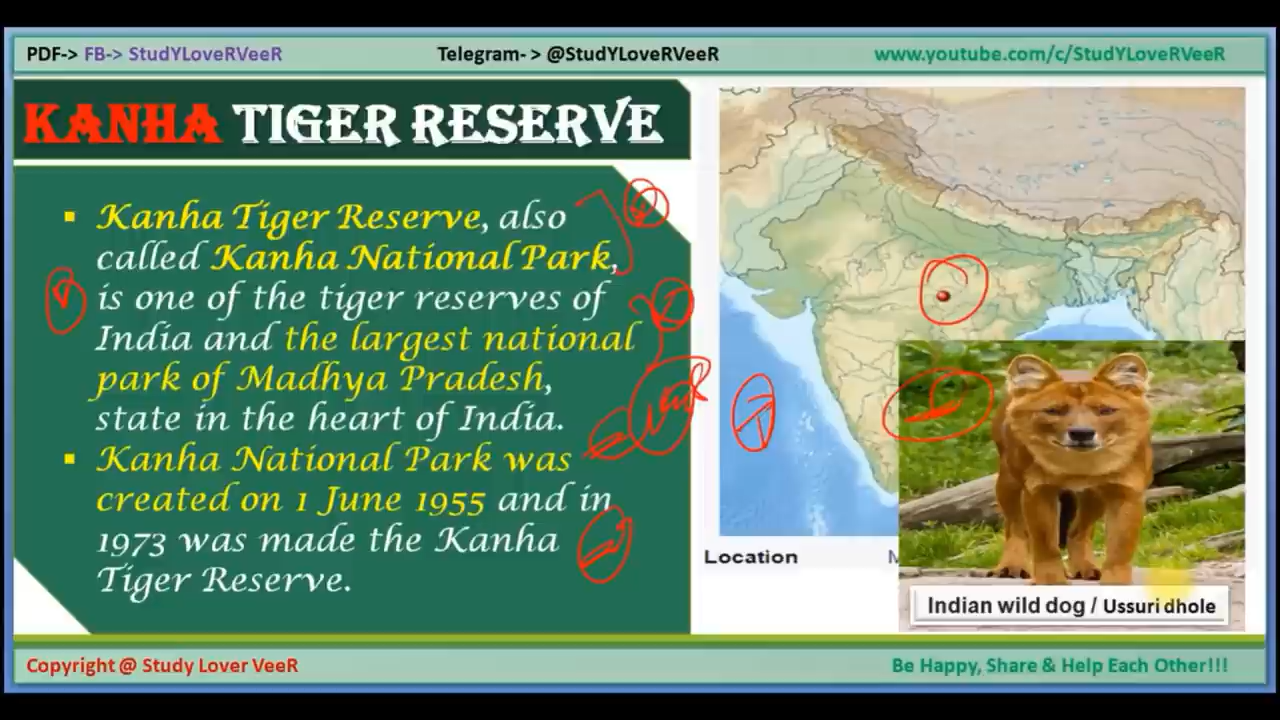 PDF-> FB-> StudYLoveRVeeR
Telegram- > @StudYLoveRVeeR
www.youtube.com/c/StudYLoveRVeeR
KANHA TIGER RESERVE
▪ Kanha Tiger Reserve, also
called Kanha National Park,
is one of the tiger reserves of
India and the largest national
park of Madhya Pradesh,
state in the heart of India.
▪ Kanha National Park was
created on 1 June 1955 and in
1973 was made the Kanha
Tiger Reserve.
Location
Indian wild dog / Ussuri dhole
Copyright @ Study Lover VeeR
Be Happy, Share & Help Each Other!!!